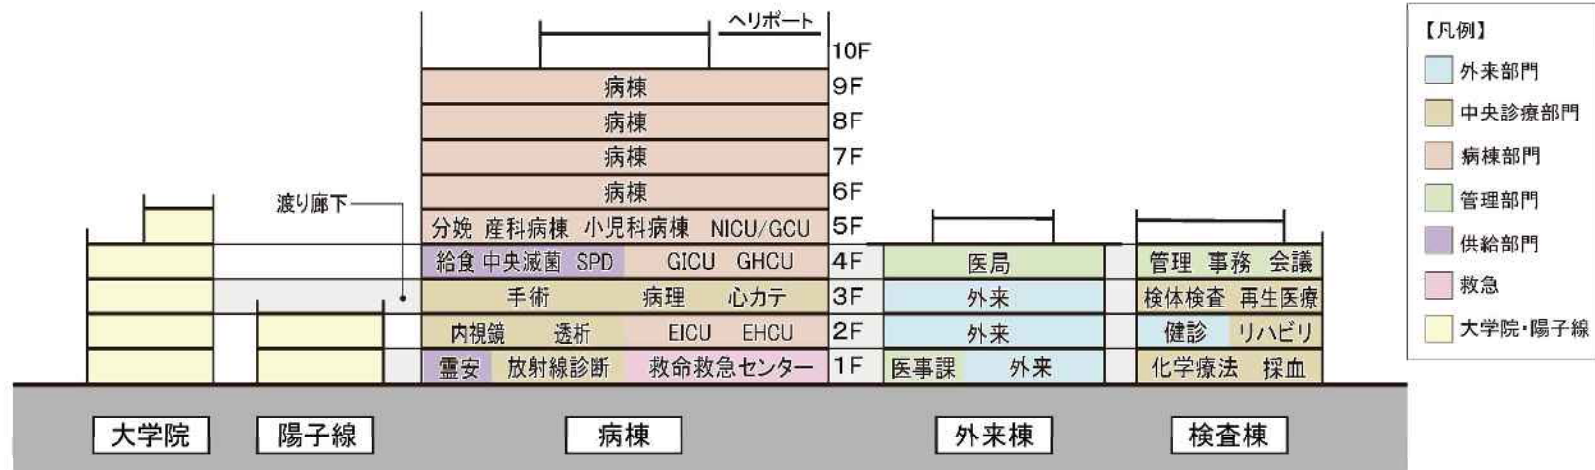 ヘリポート
10F
病棟 9F
病棟 8F
病棟 7F
病棟 6F
渡り廊下
分娩 産科病棟 小児科病棟 NICU/GCU 5F
給食 中央滅菌 SPD GICU GHCU 4F 医局 管理 事務 会議
手術 病理 心カテ 3F 外来 検体検査 再生医療
内視鏡 透析 EICU EHCU 2F 外来 健診 リハビリ
霊安 放射線診断 救命救急センター 1F 医事課 外来 化学療法 採血
大学院 陽子線 病棟 外来棟 検査棟
【凡例】
外来部門
中央診療部門
病棟部門
管理部門
供給部門
救急
大学院・陽子線